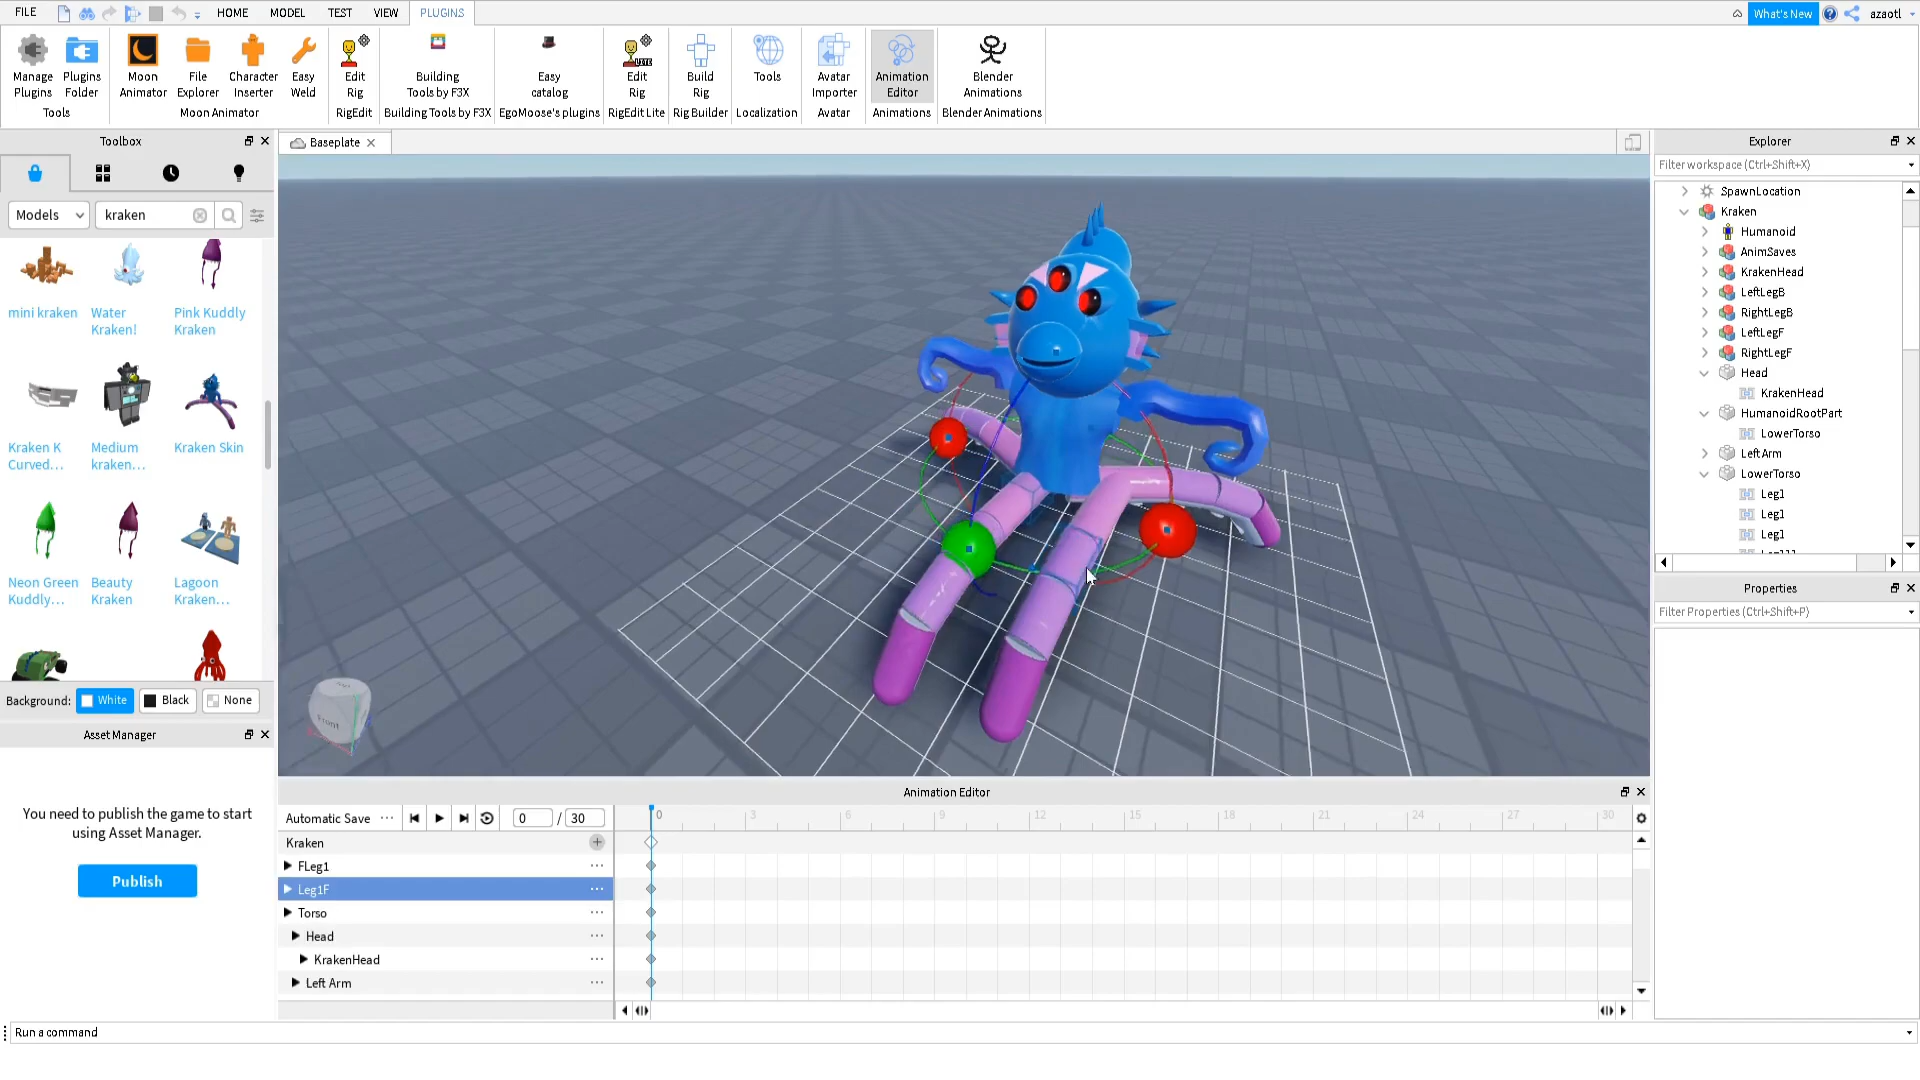 FILE HOME MODEL TEST VIEW PLUGINS What's New azaotl
Manage Plugins
Plugins Folder
Moon Animator
File Explorer
Character Inserter
Easy Weld
Edit Rig
Building Tools by F3X
Easy catalog
Edit Rig
LITE
Build Rig
Tools
Avatar Importer
Animation Editor
Blender Animations
Tools
Moon Animator
RigEdit
Building Tools by F3X
EgoMoose's plugins
RigEdit Lite
Rig Builder
Localization
Avatar
Animations
Blender Animations
Toolbox
Models kraken
mini kraken
Water Kraken!
Pink Kuddly Kraken
Kraken K Curved...
Medium kraken...
Kraken Skin
Neon Green Kuddly...
Beauty Kraken
Lagoon Kraken...
Background: White Black None
Asset Manager
You need to publish the game to start
using Asset Manager.
Publish
Baseplate
Front
Explorer
Filter workspace (Ctrl+Shift+X)
SpawnLocation
Kraken
Humanoid
AnimSaves
KrakenHead
LeftLegB
RightLegB
LeftLegF
RightLegF
Head
KrakenHead
HumanoidRootPart
LowerTorso
LeftArm
LowerTorso
Leg1
Leg1
Leg1
Properties
Filter Properties (Ctrl+Shift+P)
Animation Editor
Automatic Save 0 / 30 0 3 6 9 12 15 18 21 24 27 30
Kraken
FLeg1
Leg1F
Torso
Head
KrakenHead
Left Arm
Run a command